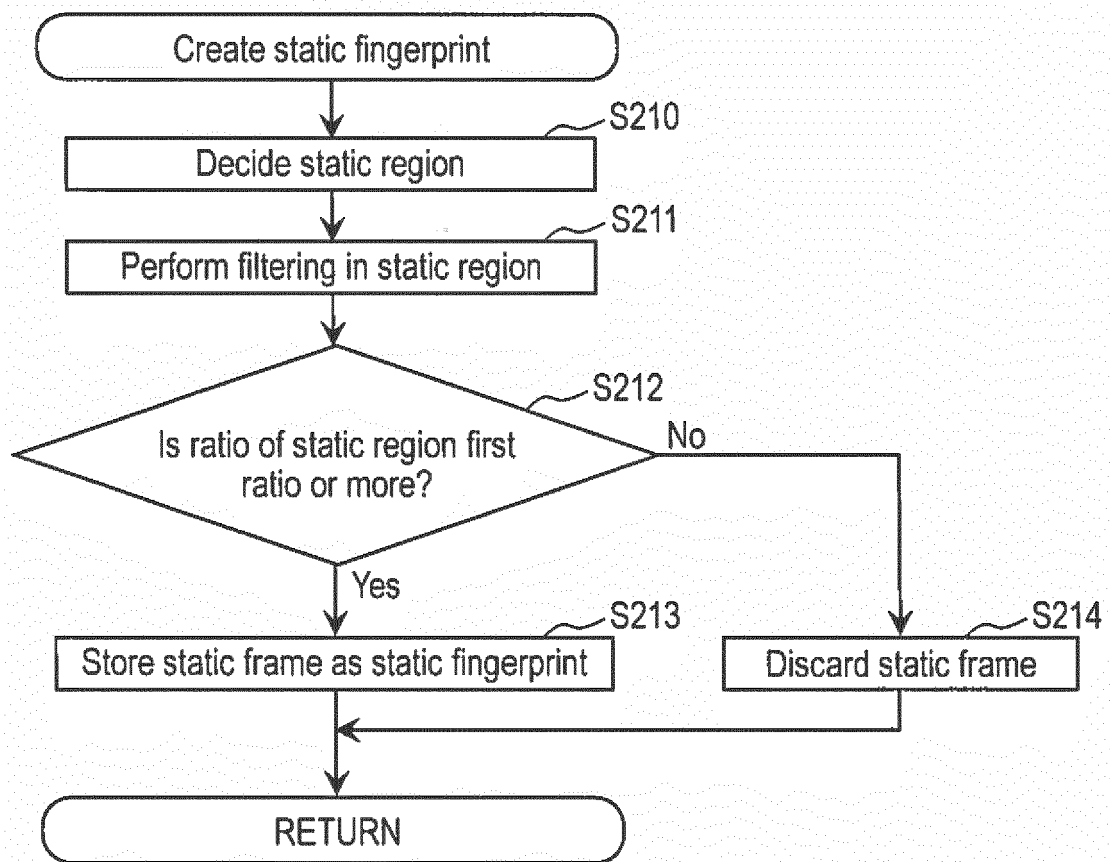 Create static fingerprint
S210
Decide static region
S211
Perform filtering in static region
S212
Is ratio of static region first
ratio or more?
No
Yes
S213
Store static frame as static fingerprint
S214
Discard static frame
RETURN